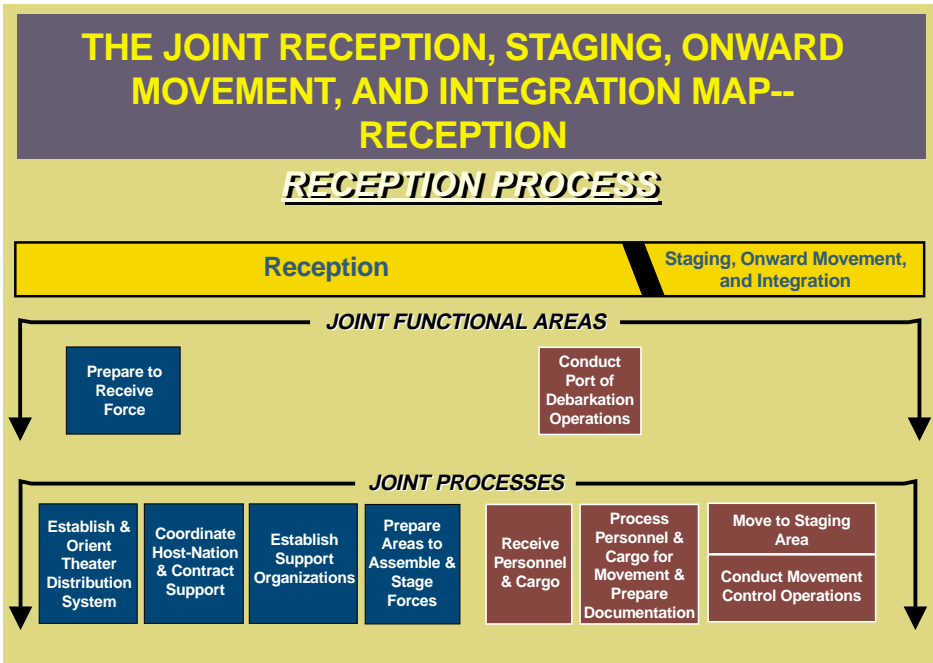 THE JOINT RECEPTION, STAGING, ONWARD
MOVEMENT, AND INTEGRATION MAP--
RECEPTION
RECEPTION PROCESS
Reception
Staging, Onward Movement,
and Integration
JOINT FUNCTIONAL AREAS
Prepare to
Receive
Force
Conduct
Port of
Debarkation
Operations
JOINT PROCESSES
Establish &
Orient
Theater
Distribution
System
Coordinate
Host-Nation
& Contract
Support
Establish
Support
Organizations
Prepare
Areas to
Assemble &
Stage
Forces
Receive
Personnel
& Cargo
Process
Personnel &
Cargo for
Movement &
Prepare
Documentation
Move to Staging
Area
Conduct Movement
Control Operations